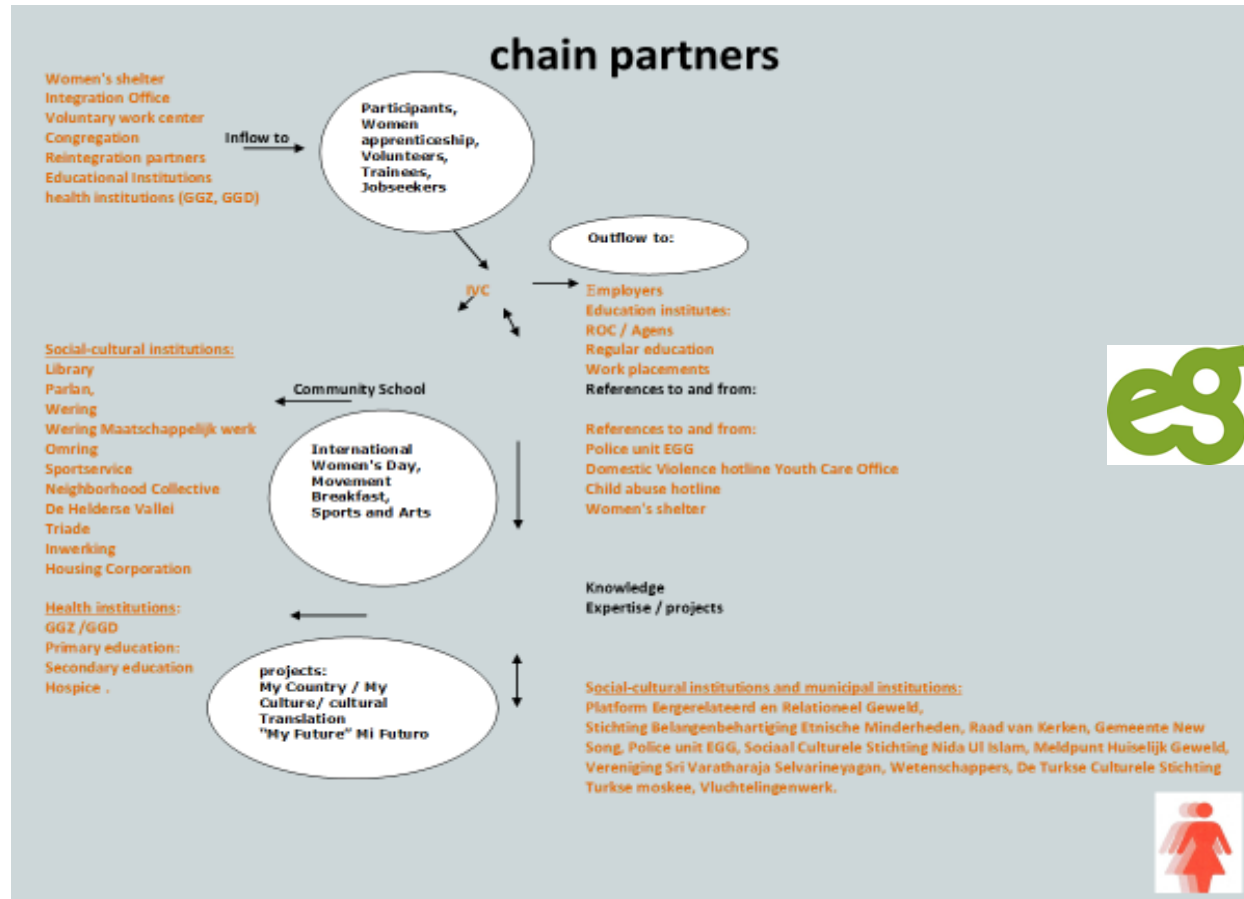 chain partners
Women's shelter
Integration Office
Voluntary work center
Congregation
Reintegration partners
Educational Institutions
health institutions (GGZ, GGD)
Inflow to
Participants,
Women
apprenticeship,
Volunteers,
Trainees,
Jobseekers
Outflow to:
IVC
Employers
Education institutes:
ROC / Agens
Regular education
Work placements
References to and from:
References to and from:
Police unit EGG
Domestic Violence hotline Youth Care Office
Child abuse hotline
Women's shelter
Social-cultural institutions:
Library
Parlan,
Wering
Wering Maatschappelijk werk
Omring
Sportservice
Neighborhood Collective
De Helderse Vallei
Triade
Inwerking
Housing Corporation
Community School
International
Women's Day,
Movement
Breakfast,
Sports and Arts
eg
Knowledge
Expertise / projects
Health institutions:
GGZ /GGD
Primary education:
Secondary education
Hospice .
projects:
My Country / My
Culture/ cultural
Translation
"My Future" Mi Futuro
Social-cultural institutions and municipal institutions:
Platform Eergerelateerd en Relationeel Geweld,
Stichting Belangenbehartiging Etnische Minderheden, Raad van Kerken, Gemeente New
Song, Police unit EGG, Sociaal Culturele Stichting Nida Ul Islam, Meldpunt Huiselijk Geweld,
Vereniging Sri Varatharaja Selvarineyagan, Wetenschappers, De Turkse Culturele Stichting
Turkse moskee, Vluchtelingenwerk.